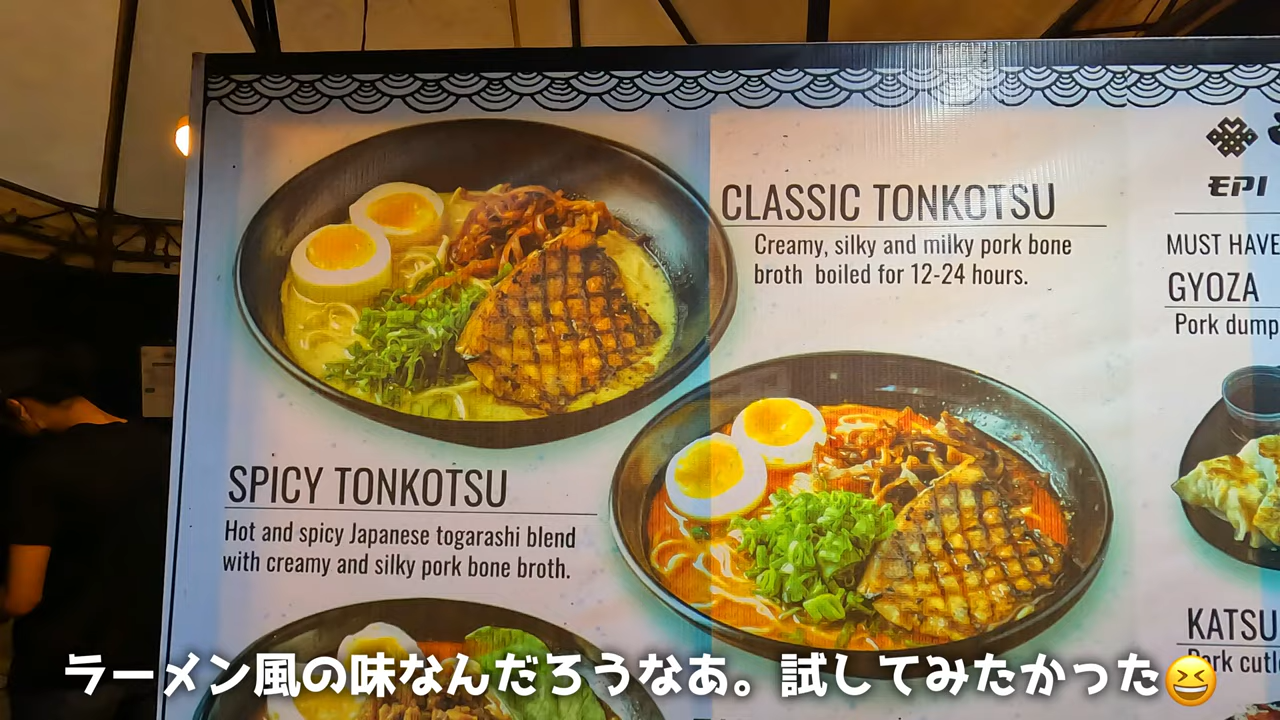 CLASSIC TONKOTSU
Creamy, silky and milky pork bone
broth boiled for 12-24 hours.
SPICY TONKOTSU
Hot and spicy Japanese togarashi blend
with creamy and silky pork bone broth.
EPI
MUST HAVE
GYOZA
Pork dump
KATSU
Pork cutle
ラーメン風の味なんだろうなあ。試してみたかった😆